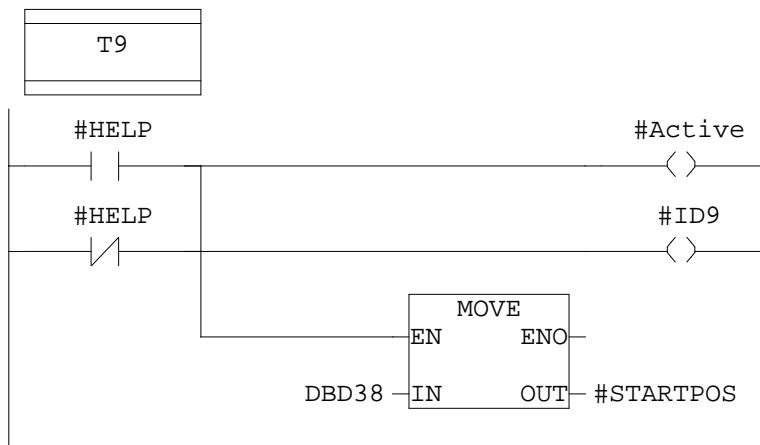 T9
#HELP #Active
#HELP #ID9
MOVE
EN ENO
DBD38 IN OUT #STARTPOS